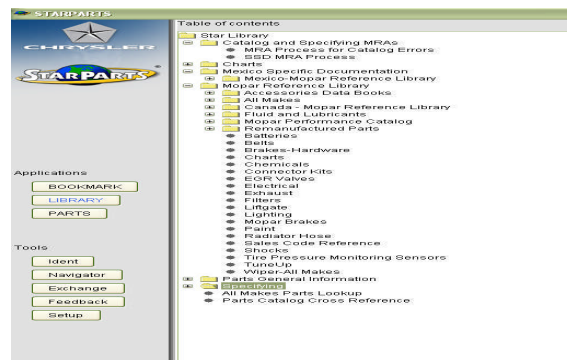 STARPARTS
CHRYSLER
STARPARTS
Applications
BOOKMARK
LIBRARY
PARTS
Tools
Ident
Navigator
Exchange
Feedback
Setup
Table of contents
Star Library
Catalog and Specifying MRAs
MRA Process for Catalog Errors
SSD MRA Process
Charts
Mexico Specific Documentation
Mexico-Mopar Reference Library
Mopar Reference Library
Accessories Data Books
All Makes
Canada - Mopar Reference Library
Fluid and Lubricants
Mopar Performance Catalog
Remanufactured Parts
Batteries
Belts
Brakes-Hardware
Charts
Chemicals
Connector Kits
EGR Valves
Electrical
Exhaust
Filters
Liftgate
Lighting
Mopar Brakes
Paint
Radiator Hose
Sales Code Reference
Shocks
Tire Pressure Monitoring Sensors
TuneUp
Wiper-All Makes
Parts General Information
Specifying
All Makes Parts Lookup
Parts Catalog Cross Reference